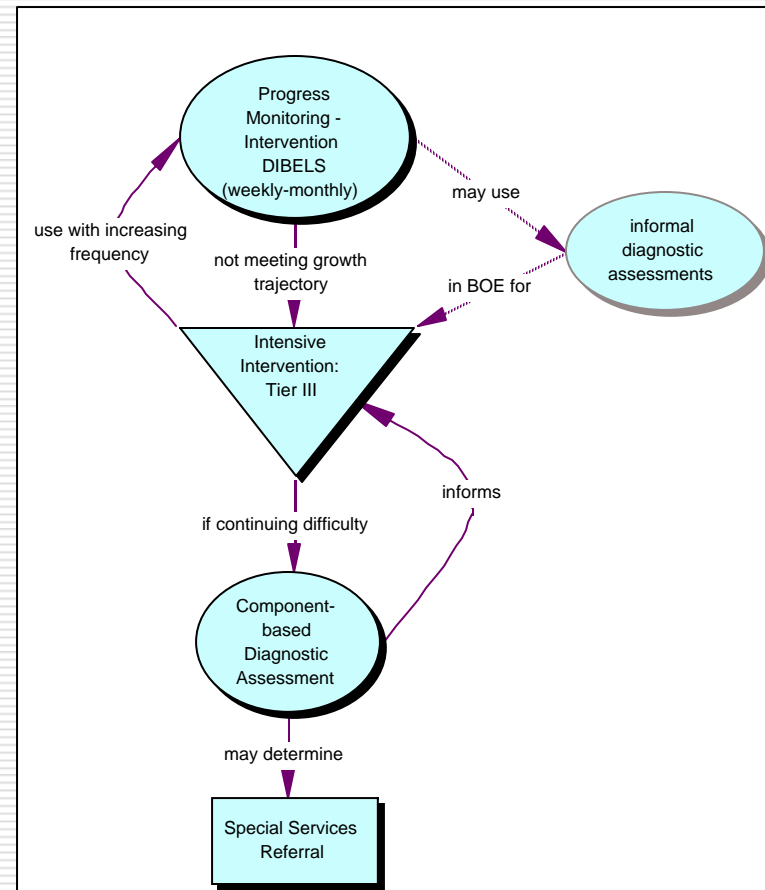 Progress
Monitoring -
Intervention
DIBELS
(weekly-monthly)
may use
informal
diagnostic
assessments
use with increasing
frequency
not meeting growth
trajectory
in BOE for
Intensive
Intervention:
Tier III
informs
if continuing difficulty
Component-
based
Diagnostic
Assessment
may determine
Special Services
Referral